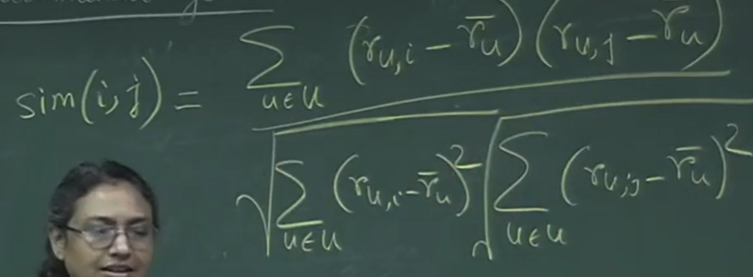 sim(i,j) = \frac{\sum_{u \in U} (r_{u,i} - \bar{r}_u)(r_{u,j} - \bar{r}_u)}{\sqrt{\sum_{u \in U} (r_{u,i} - \bar{r}_u)^2} \sqrt{\sum_{u \in U} (r_{u,j} - \bar{r}_u)^2}}